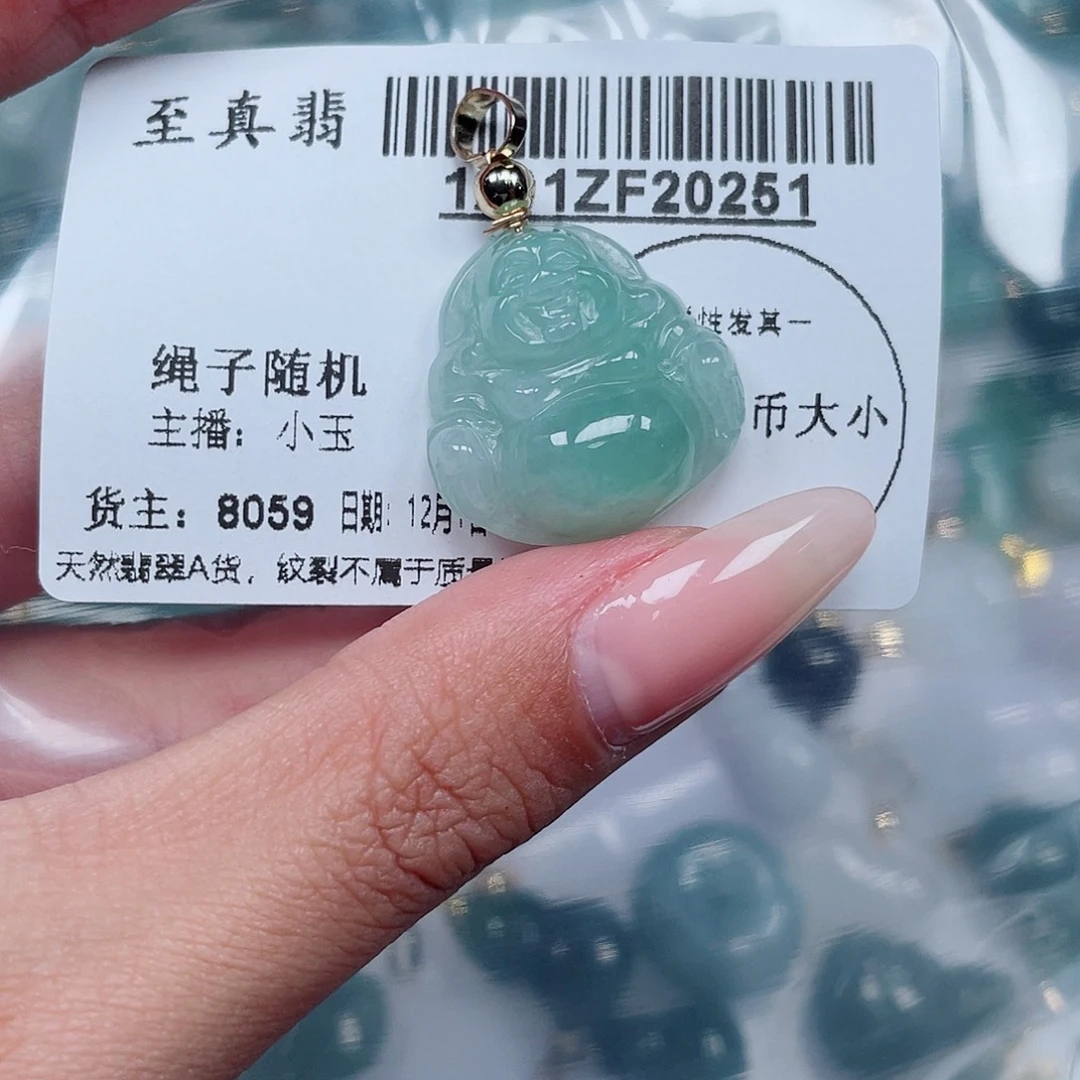 至真翡
1ZF20251
性发其一
绳子随机
币大小
主播：小玉
货主：8059 日期：12月
天然翡翠A货，纹裂不属于质